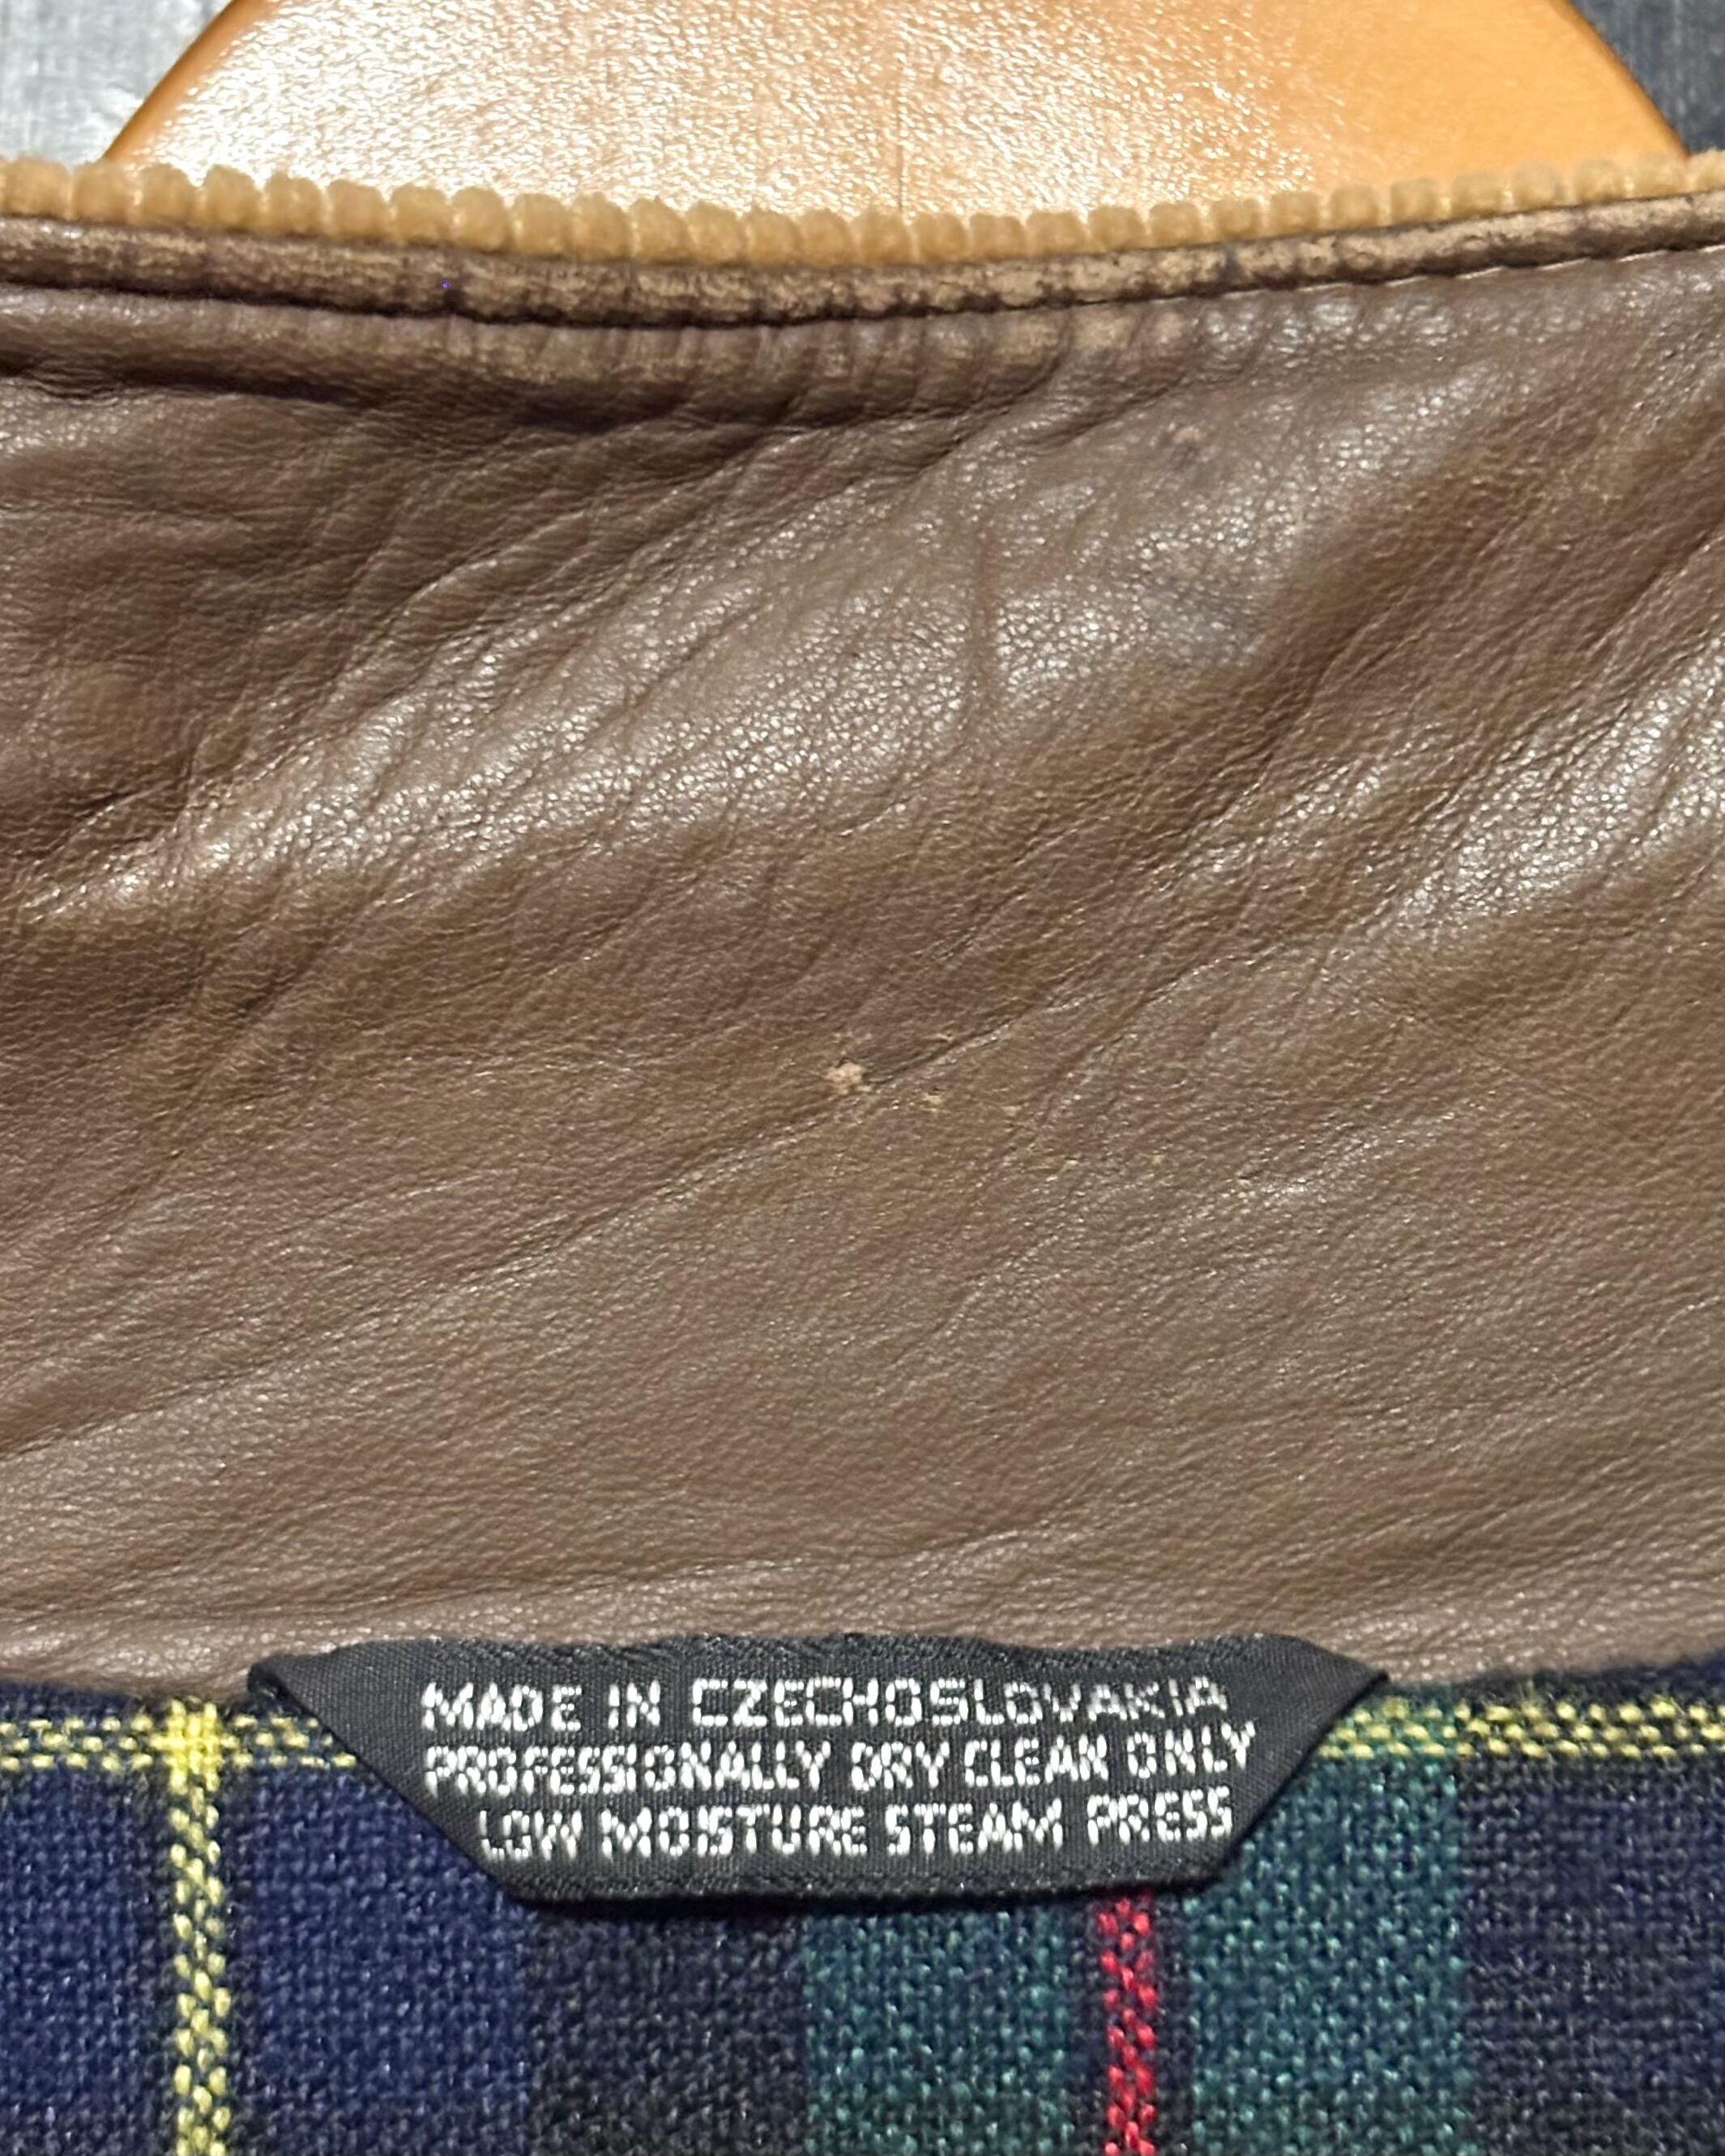 MADE IN CZECHOSLOVAKIA
PROFESSIONALLY DRY CLEAN ONLY
LOW MOISTURE STEAM PRESS